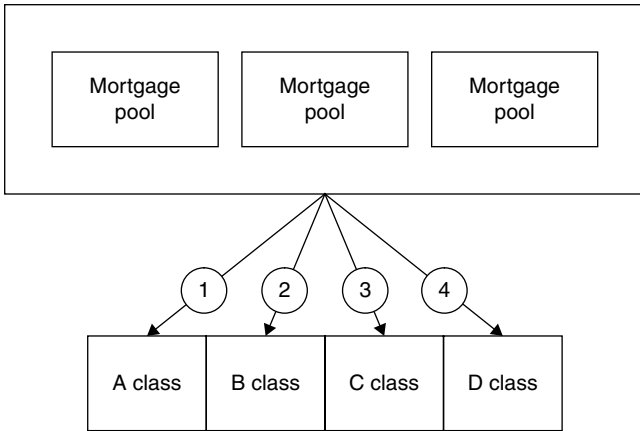 Mortgage
pool
Mortgage
pool
Mortgage
pool
1
2
3
4
A class
B class
C class
D class